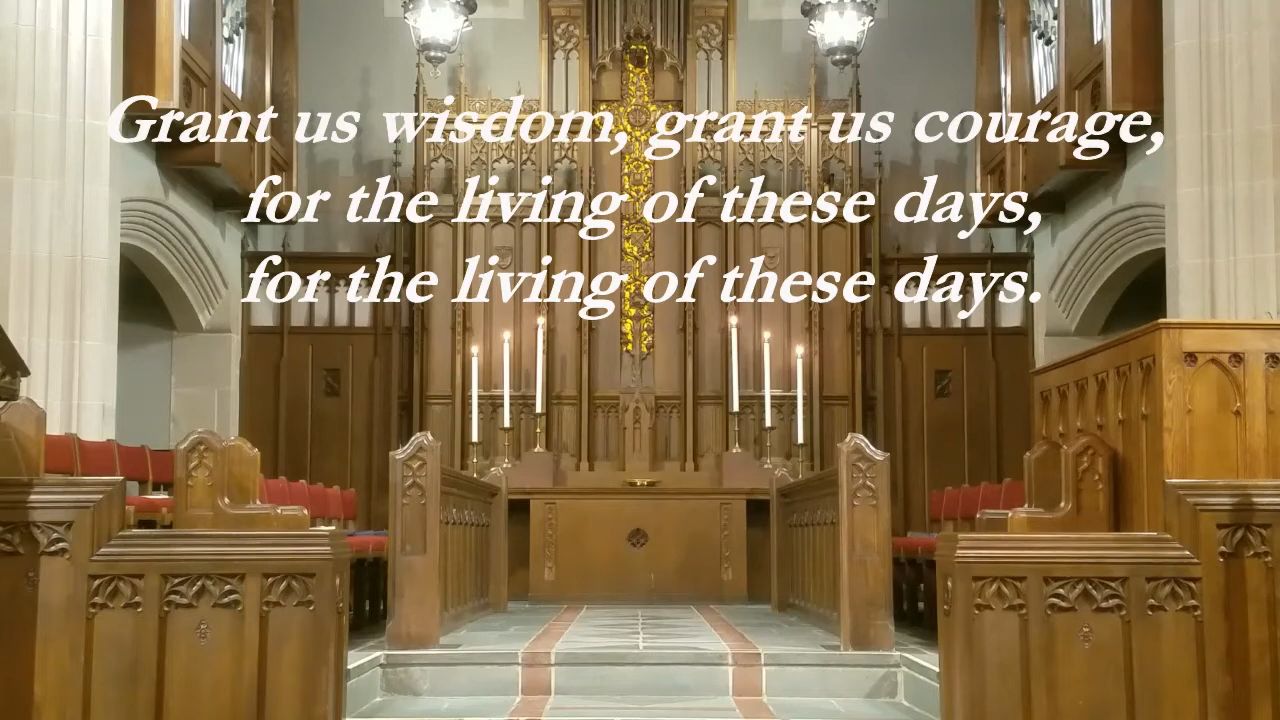 Grant us wisdom, grant us courage,
for the living of these days,
for the living of these days.